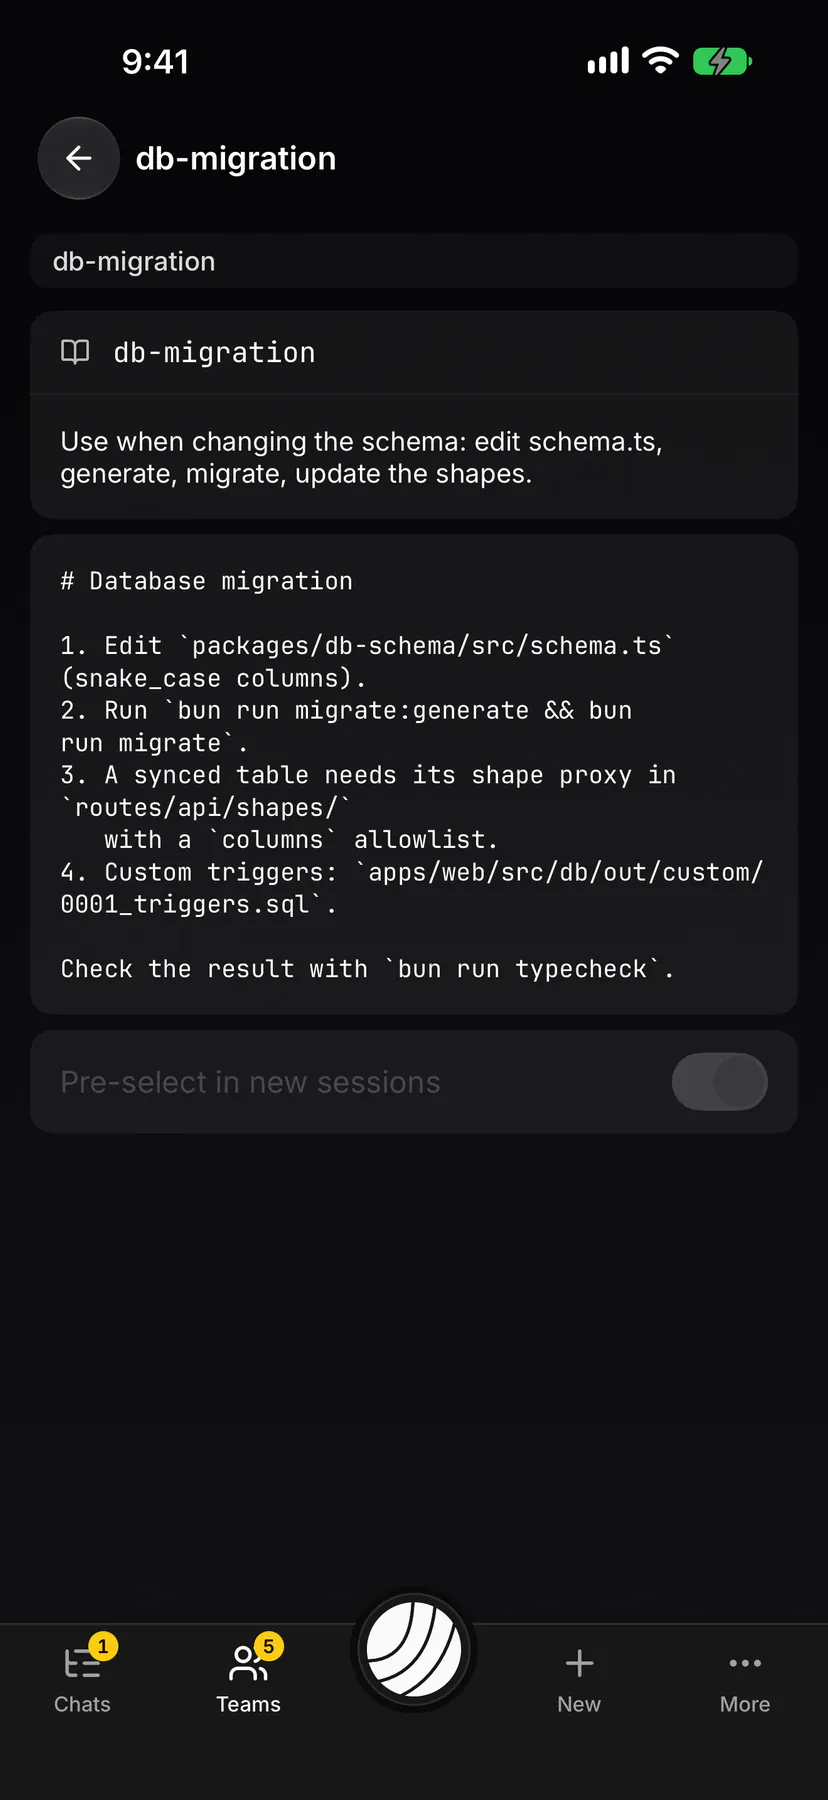 9:41
db-migration
db-migration
db-migration
Use when changing the schema: edit schema.ts,
generate, migrate, update the shapes.
# Database migration
1. Edit `packages/db-schema/src/schema.ts`
(snake_case columns).
2. Run `bun run migrate:generate && bun
run migrate`.
3. A synced table needs its shape proxy in
`routes/api/shapes/`
   with a `columns` allowlist.
4. Custom triggers: `apps/web/src/db/out/custom/
0001_triggers.sql`.
Check the result with `bun run typecheck`.
Pre-select in new sessions
1
5
Chats
Teams
New
More